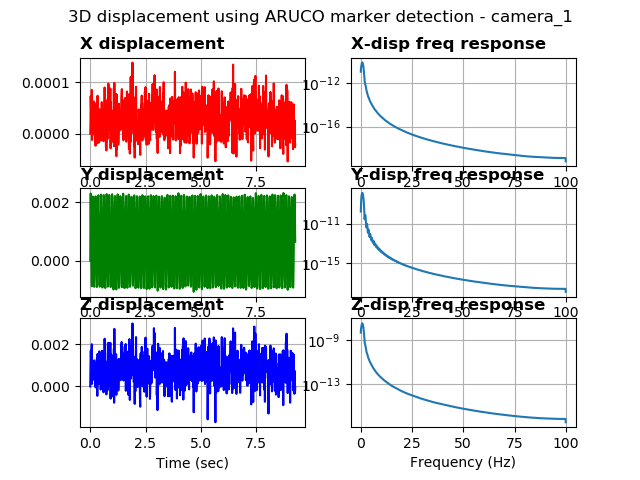 3D displacement using ARUCO marker detection - camera_1
X displacement
X-disp freq response
0.0001
0.0000
10⁻¹²
10⁻¹⁶
0.0 2.5 5.0 7.5
0 25 50 75 100
Y displacement
Y-disp freq response
0.002
0.000
10⁻¹¹
10⁻¹⁵
0.0 2.5 5.0 7.5
0 25 50 75 100
Z displacement
Z-disp freq response
0.002
0.000
10⁻⁹
10⁻¹³
0.0 2.5 5.0 7.5
0 25 50 75 100
Time (sec)
Frequency (Hz)